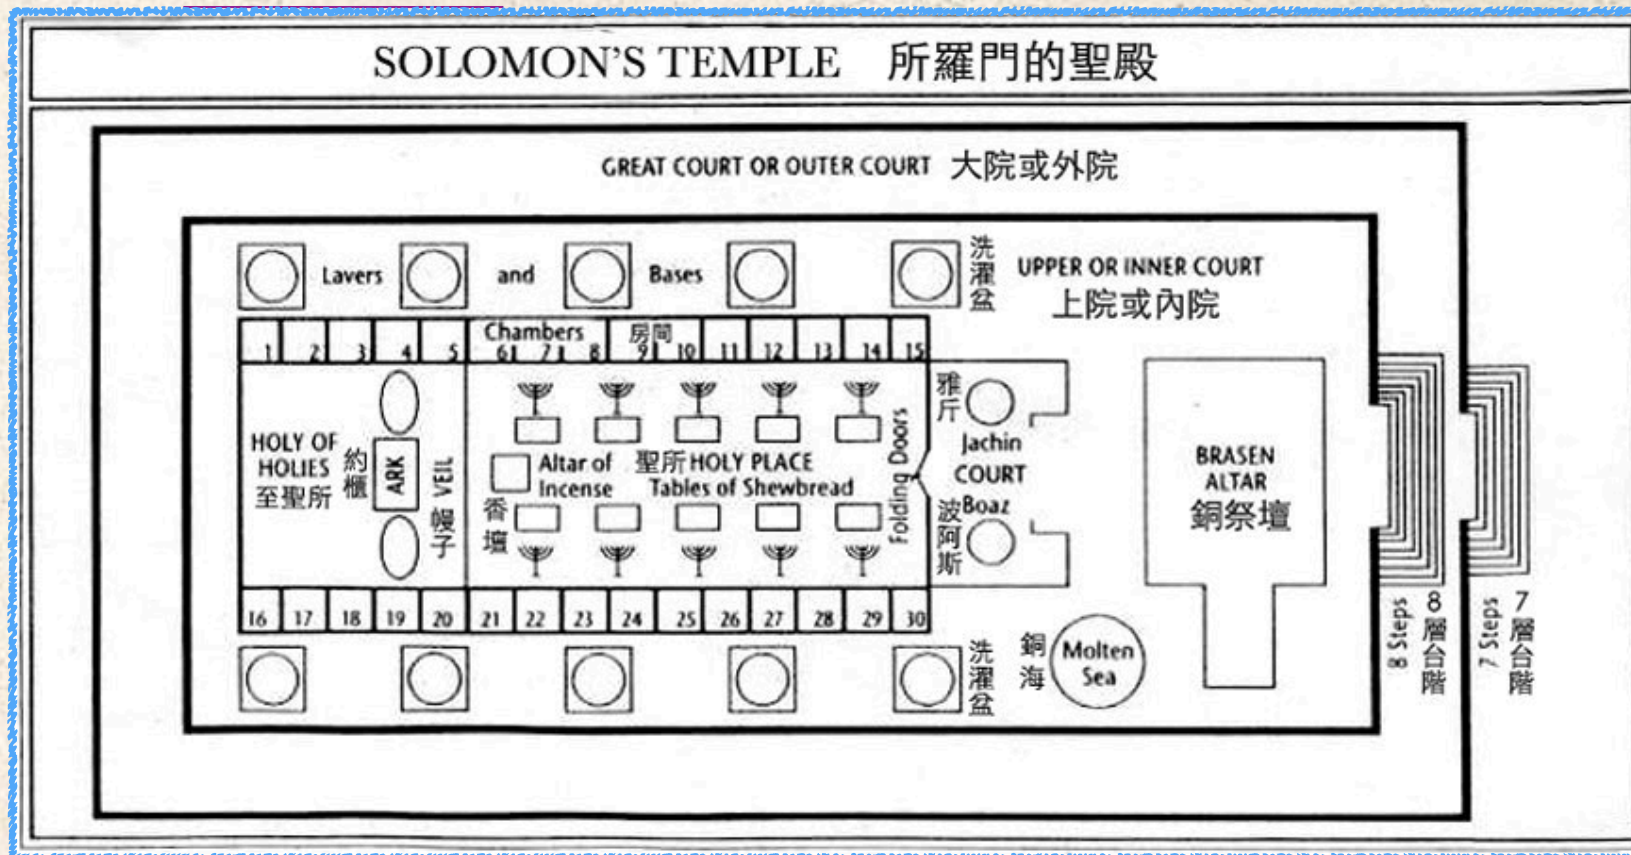 SOLOMON'S TEMPLE 所羅門的聖殿
GREAT COURT OR OUTER COURT 大院或外院
Lavers and Bases
洗濯盆
UPPER OR INNER COURT
上院或內院
Chambers 房間
1 2 3 4 5 6 7 8 9 10 11 12 13 14 15
HOLY OF
HOLIES
至聖所
約櫃
ARK
VEIL
幔子
Altar of
Incense
香壇
聖所 HOLY PLACE
Tables of Shewbread
Folding Doors
雅斤
Jachin
COURT
Boaz
波阿斯
BRASEN
ALTAR
銅祭壇
16 17 18 19 20 21 22 23 24 25 26 27 28 29 30
洗濯盆
銅海
Molten
Sea
8 Steps
8層台階
7 Steps
7層台階